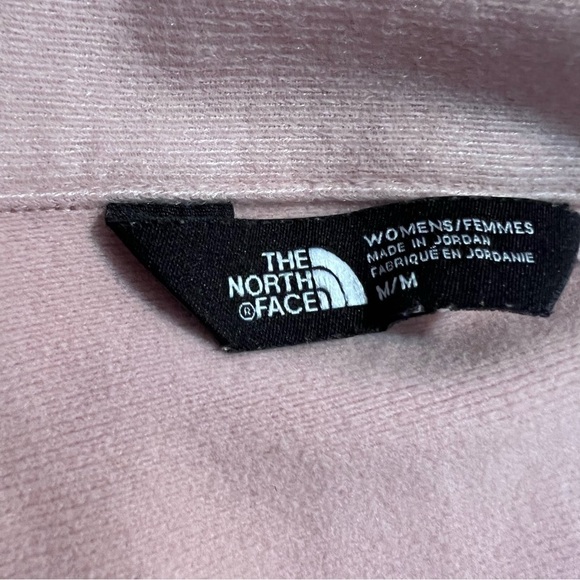 THE
NORTH
®FACE
WOMENS/FEMMES
MADE IN JORDAN
FABRIQUÉ EN JORDANIE
M/M